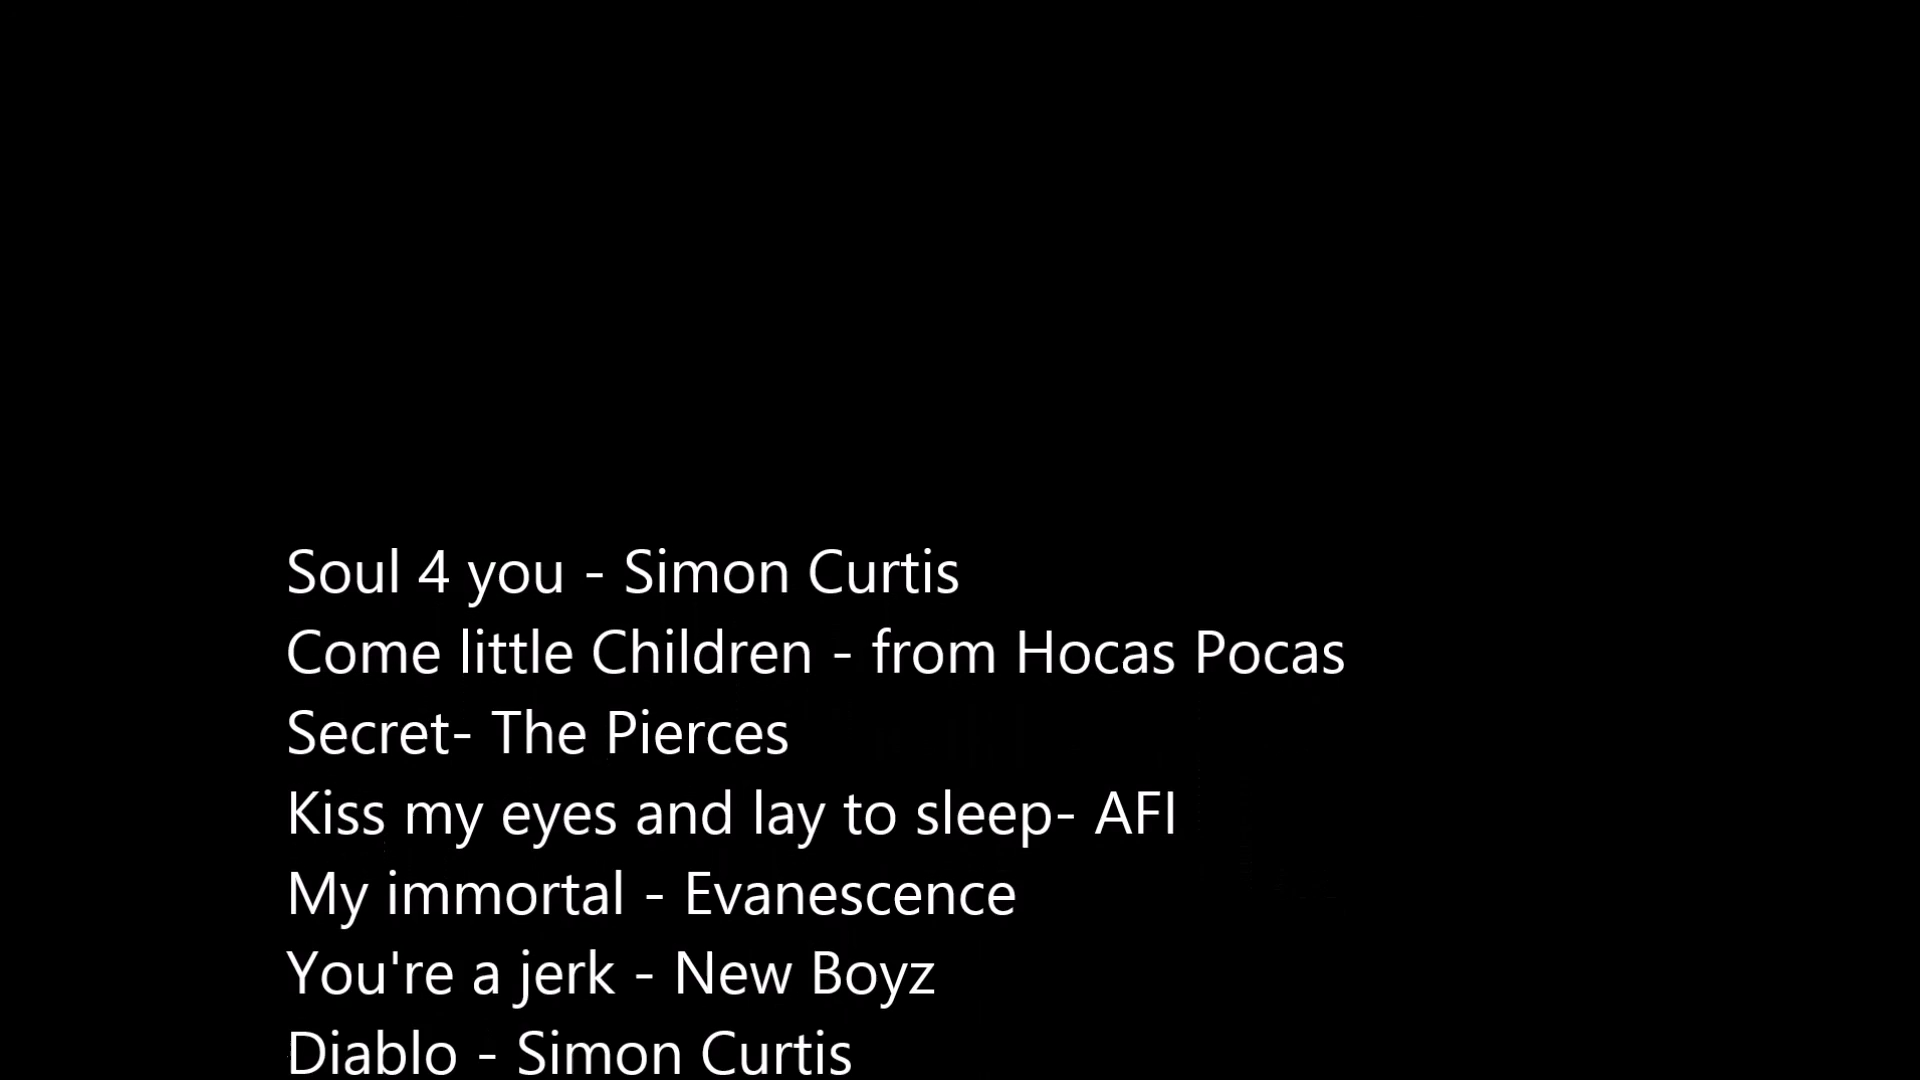 Soul 4 you - Simon Curtis
Come little Children - from Hocas Pocas
Secret- The Pierces
Kiss my eyes and lay to sleep- AFI
My immortal - Evanescence
You're a jerk - New Boyz
Diablo - Simon Curtis